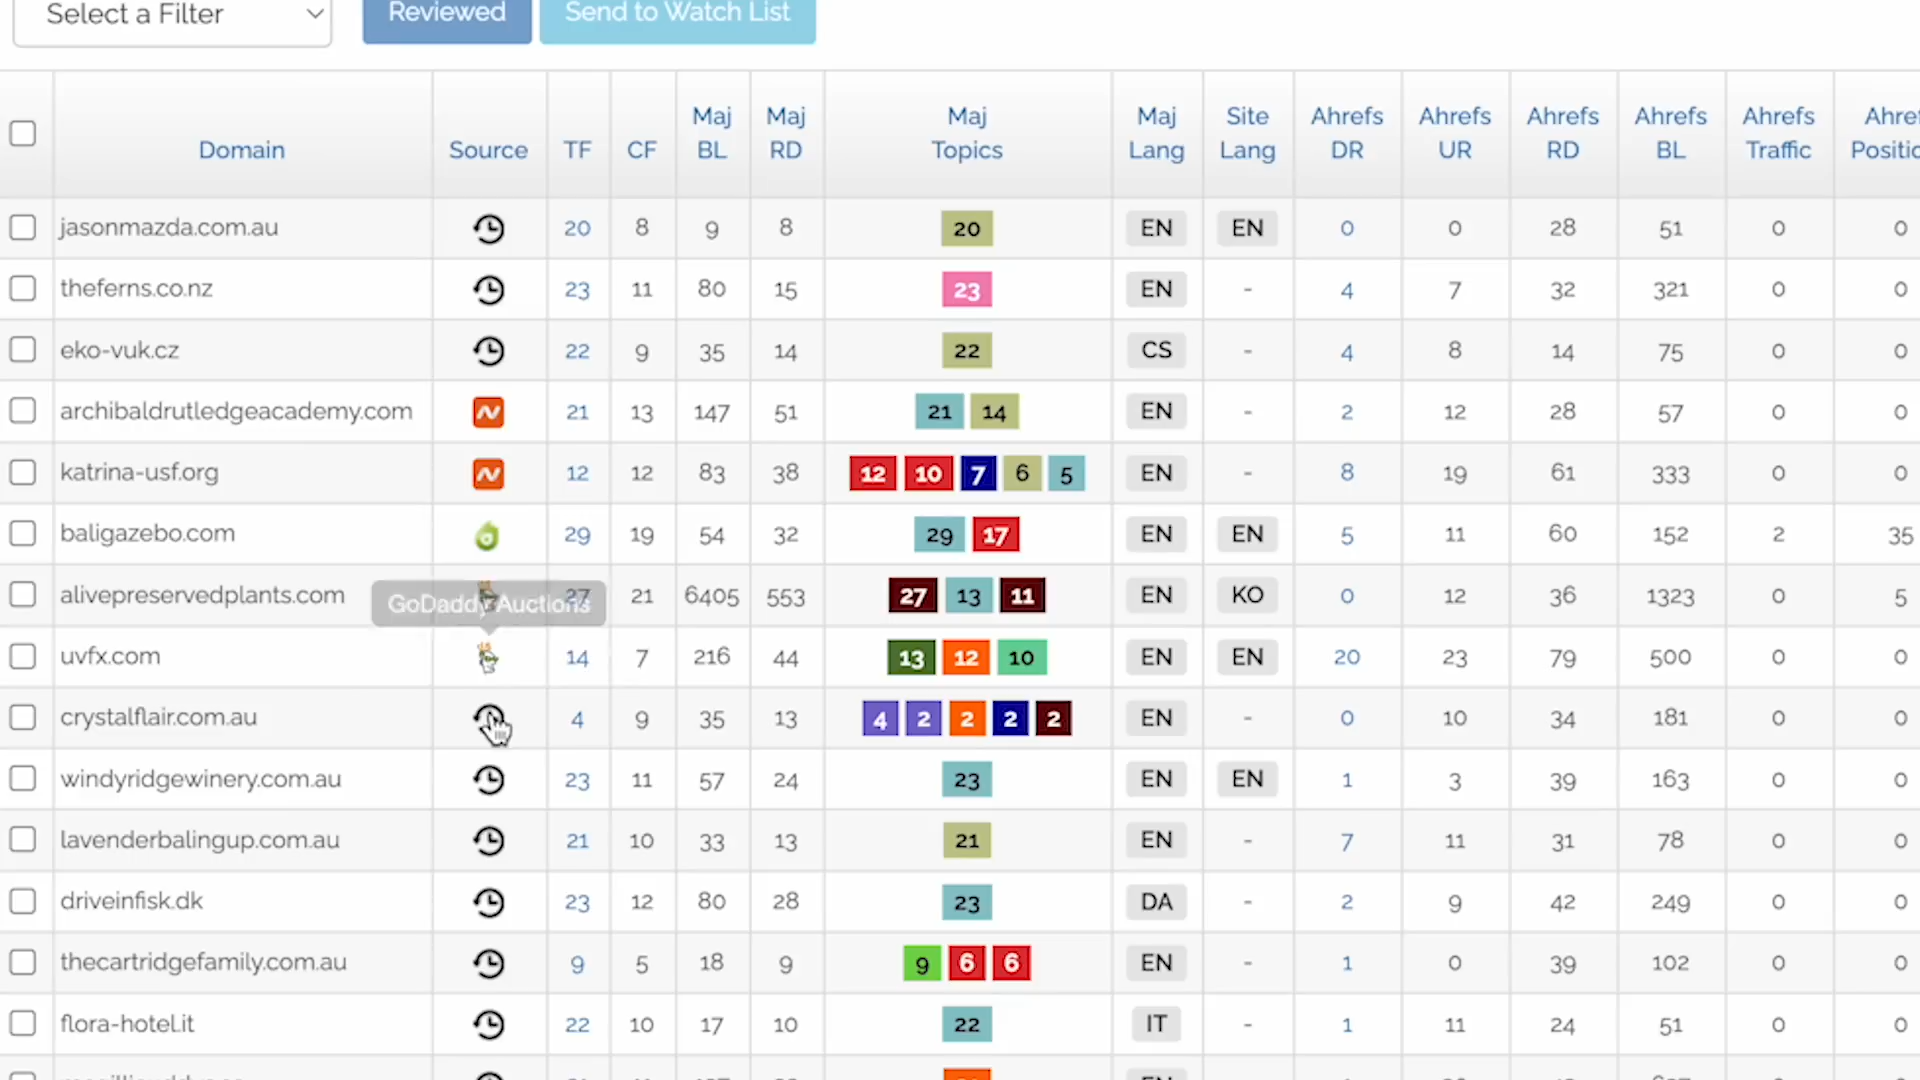 Select a Filter
Reviewed
Send to Watch List
Domain Source TF CF Maj BL Maj RD Maj Topics Maj Lang Site Lang Ahrefs DR Ahrefs UR Ahrefs RD Ahrefs BL Ahrefs Traffic
jasonmazda.com.au 20 8 9 8 20 EN EN 0 0 28 51 0 0
theferns.co.nz 23 11 80 15 23 EN - 4 7 32 321 0 0
eko-vuk.cz 22 9 35 14 22 CS - 4 8 14 75 0 0
archibaldrutledgeacademy.com 21 13 147 51 21 14 EN - 2 12 28 57 0 0
katrina-usf.org 12 12 83 38 12 10 7 6 5 EN - 8 19 61 333 0 0
baligazebo.com 29 19 54 32 29 17 EN EN 5 11 60 152 2 35
alivepreservedplants.com 27 21 6405 553 27 13 11 EN KO 0 12 36 1323 0 5
GoDaddy Auctions
uvfx.com 14 7 216 44 13 12 10 EN EN 20 23 79 500 0 0
crystalflair.com.au 4 9 35 13 4 2 2 2 2 EN - 0 10 34 181 0 0
windyridgewinery.com.au 23 11 57 24 23 EN EN 1 3 39 163 0 0
lavenderbalingup.com.au 21 10 33 13 21 EN - 7 11 31 78 0 0
driveinfisk.dk 23 12 80 28 23 DA - 2 9 42 249 0 0
thecartridgefamily.com.au 9 5 18 9 9 6 6 EN - 1 0 39 102 0 0
flora-hotel.it 22 10 17 10 22 IT - 1 11 24 51 0 0